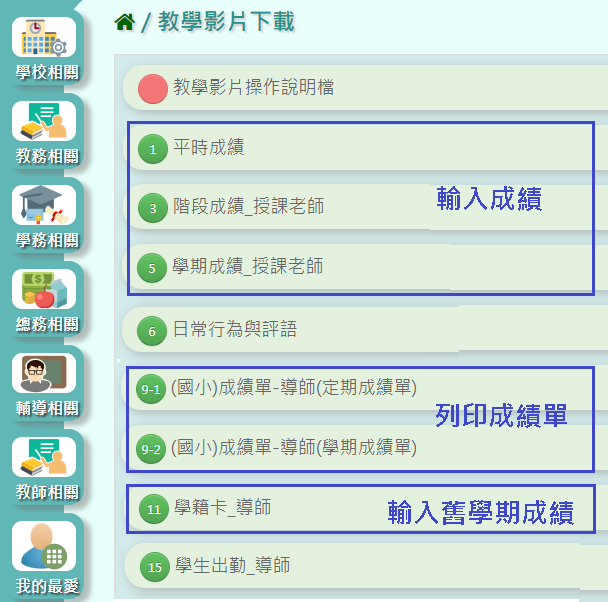 / 教學影片下載
學校相關
教務相關
學務相關
總務相關
輔導相關
教師相關
我的最愛
教學影片操作說明檔
1 平時成績
3 階段成績_授課老師
輸入成績
5 學期成績_授課老師
6 日常行為與評語
9-1 (國小)成績單-導師(定期成績單)
列印成績單
9-2 (國小)成績單-導師(學期成績單)
11 學籍卡_導師 輸入舊學期成績
15 學生出勤_導師